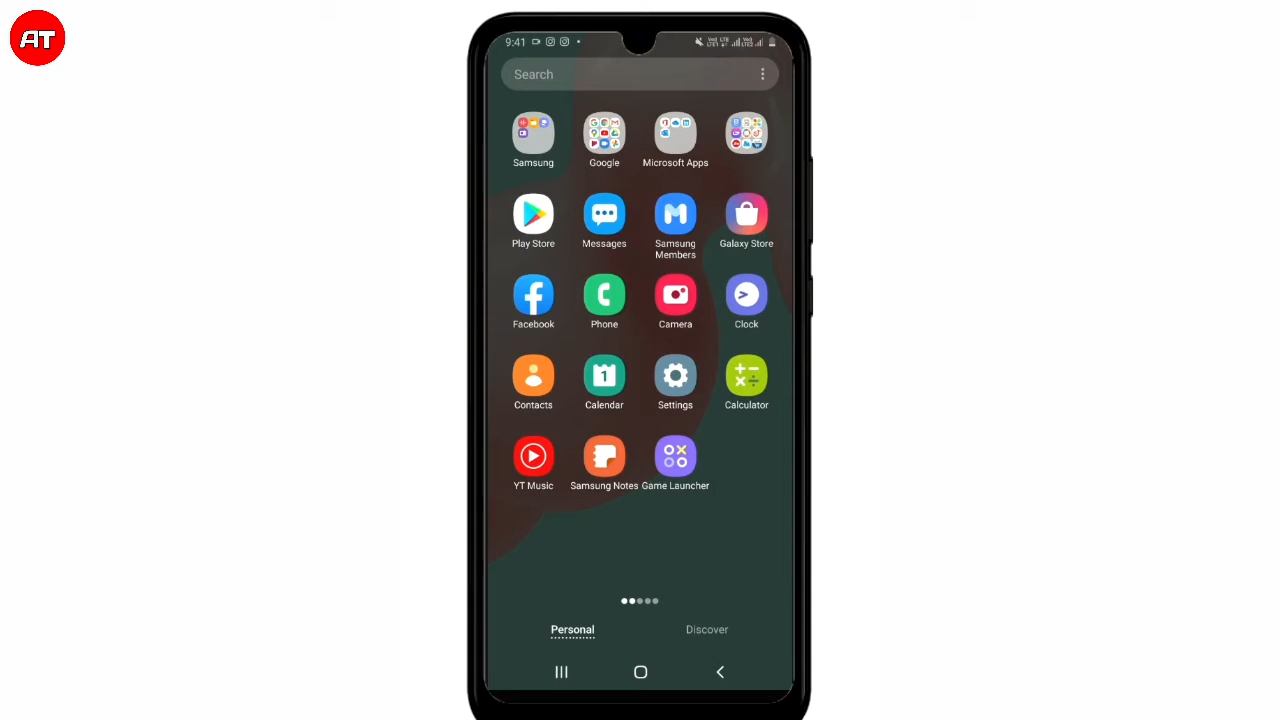 AT
9:41
Search
Samsung
Google
Microsoft Apps
Play Store
Messages
Samsung
Members
Galaxy Store
Facebook
Phone
Camera
Clock
Contacts
Calendar
1
Settings
Calculator
YT Music
Samsung Notes
Game Launcher
Personal
Discover